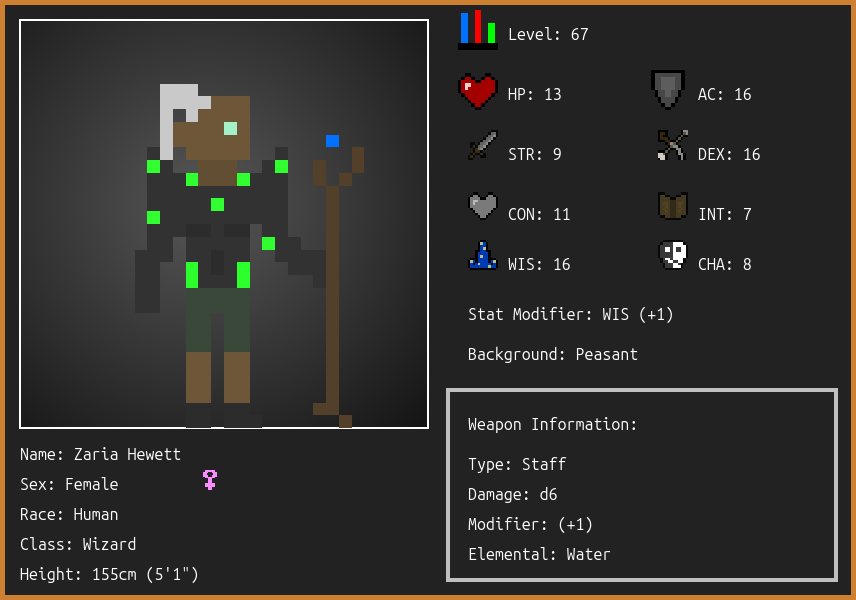 Level: 67
HP: 13
AC: 16
STR: 9
DEX: 16
CON: 11
INT: 7
WIS: 16
CHA: 8
Stat Modifier: WIS (+1)
Background: Peasant
Weapon Information:
Type: Staff
Damage: d6
Modifier: (+1)
Elemental: Water
Name: Zaria Hewett
Sex: Female
Race: Human
Class: Wizard
Height: 155cm (5'1")